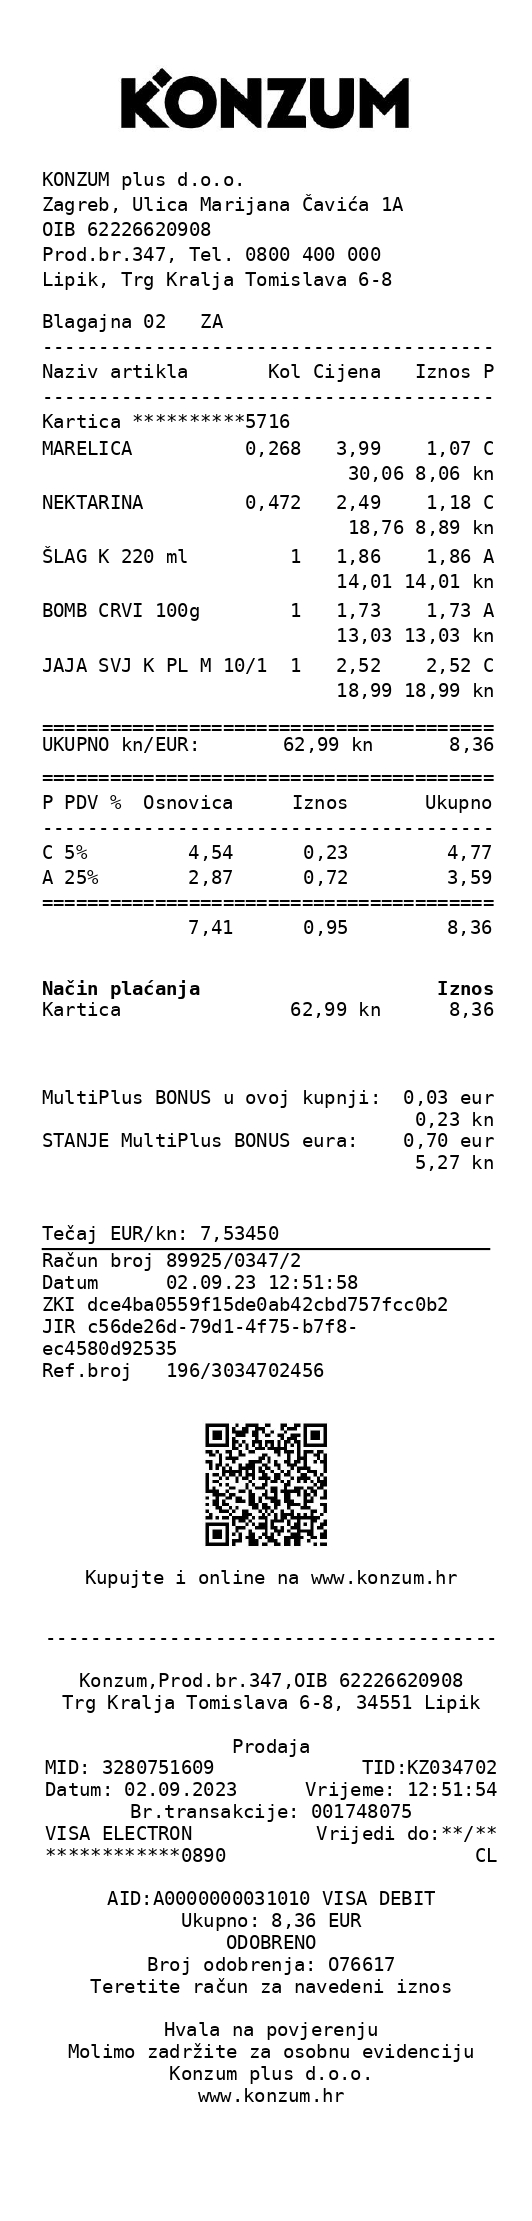 KONZUM
KONZUM plus d.o.o.
Zagreb, Ulica Marijana Čavića 1A
OIB 62226620908
Prod.br.347, Tel. 0800 400 000
Lipik, Trg Kralja Tomislava 6-8
Blagajna 02 ZA
----------------------------------------
Naziv artikla Kol Cijena Iznos P
----------------------------------------
Kartica **********5716
MARELICA 0,268 3,99 1,07 C
30,06 8,06 kn
NEKTARINA 0,472 2,49 1,18 C
18,76 8,89 kn
ŠLAG K 220 ml 1 1,86 1,86 A
14,01 14,01 kn
BOMB CRVI 100g 1 1,73 1,73 A
13,03 13,03 kn
JAJA SVJ K PL M 10/1 1 2,52 2,52 C
18,99 18,99 kn
========================================
UKUPNO kn/EUR: 62,99 kn 8,36
========================================
P PDV % Osnovica Iznos Ukupno
----------------------------------------
C 5% 4,54 0,23 4,77
A 25% 2,87 0,72 3,59
========================================
7,41 0,95 8,36
Način plaćanja Iznos
Kartica 62,99 kn 8,36
MultiPlus BONUS u ovoj kupnji: 0,03 eur
0,23 kn
STANJE MultiPlus BONUS eura: 0,70 eur
5,27 kn
Tečaj EUR/kn: 7,53450
Račun broj 89925/0347/2
Datum 02.09.23 12:51:58
ZKI dce4ba0559f15de0ab42cbd757fcc0b2
JIR c56de26d-79d1-4f75-b7f8-
ec4580d92535
Ref.broj 196/3034702456
Kupujte i online na www.konzum.hr
----------------------------------------
Konzum,Prod.br.347,OIB 62226620908
Trg Kralja Tomislava 6-8, 34551 Lipik
Prodaja
MID: 3280751609 TID:KZ034702
Datum: 02.09.2023 Vrijeme: 12:51:54
Br.transakcije: 001748075
VISA ELECTRON Vrijedi do:**/**
************0890 CL
AID:A0000000031010 VISA DEBIT
Ukupno: 8,36 EUR
ODOBRENO
Broj odobrenja: O76617
Teretite račun za navedeni iznos
Hvala na povjerenju
Molimo zadržite za osobnu evidenciju
Konzum plus d.o.o.
www.konzum.hr